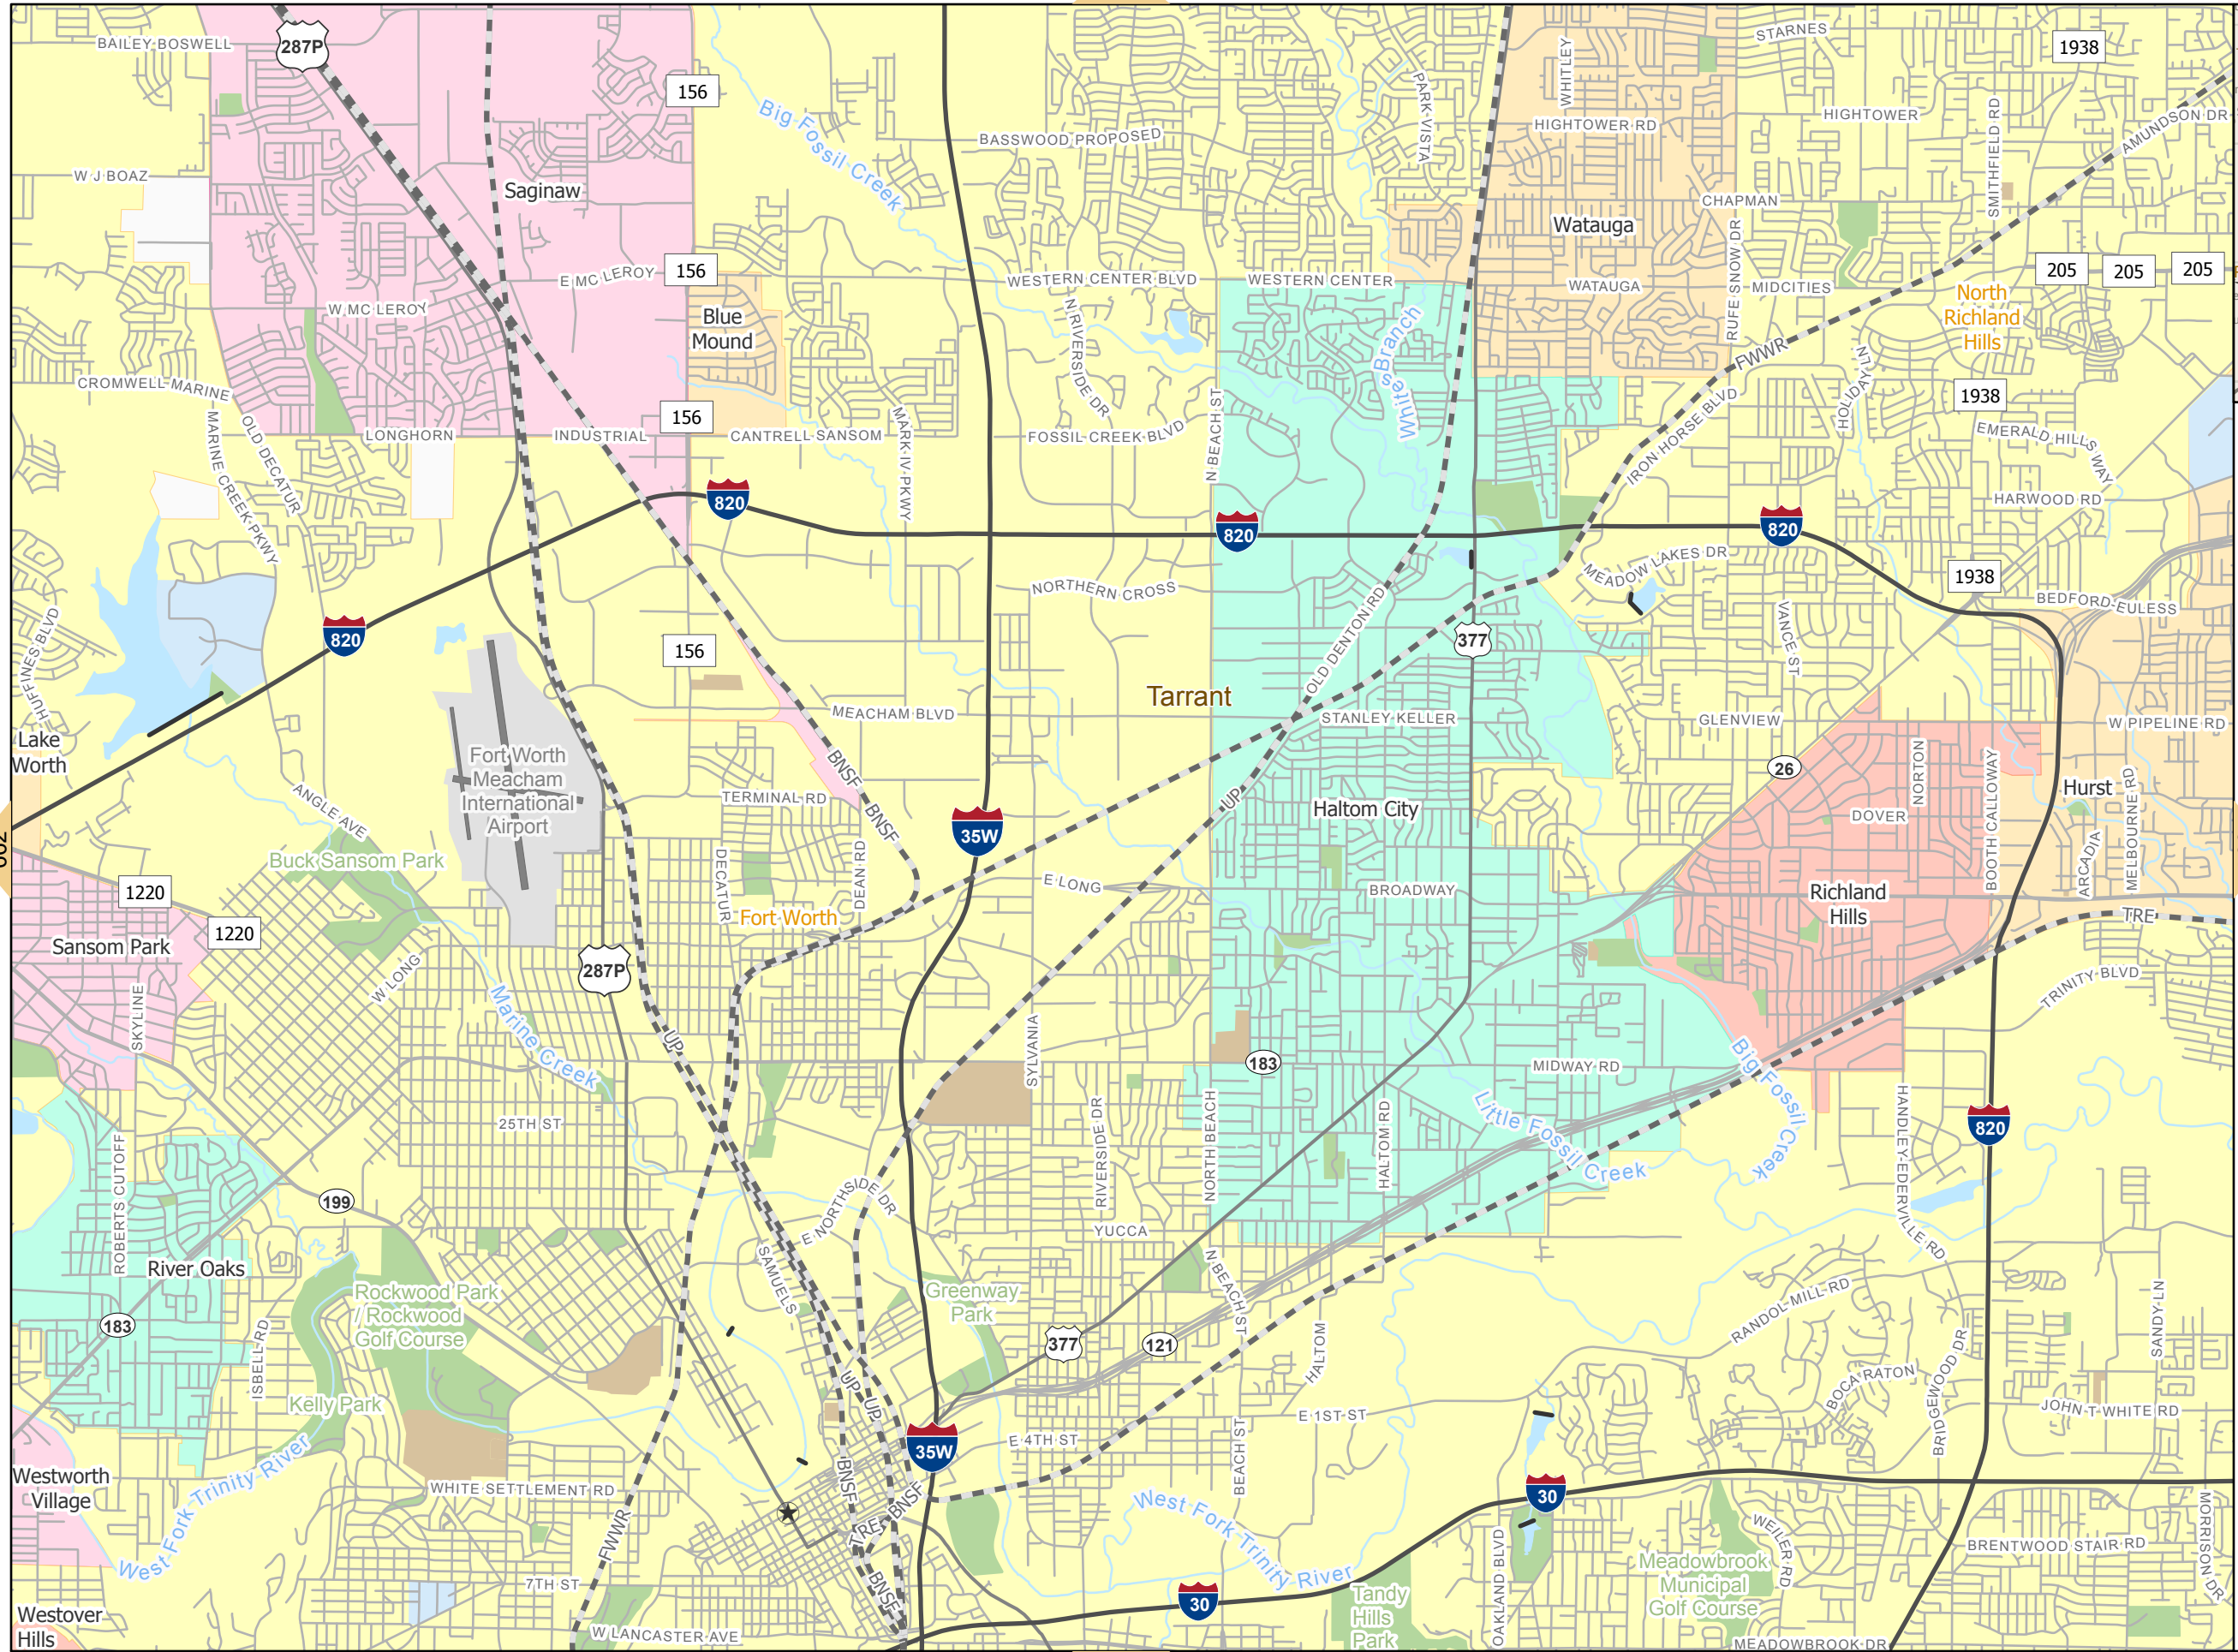 BAILEY BOSWELL
287P
156
Big Fossil Creek
BASSWOOD PROPOSED
PARK VISTA
WHITLEY
STARNES
1938
HIGHTOWER RD
HIGHTOWER
SMITHFIELD RD
AMUNDSON DR
W J BOAZ
Saginaw
CHAPMAN
Watauga
RUFE SNOW DR
E MC LEROY
156
WESTERN CENTER BLVD
WESTERN CENTER
WATAUGA
MIDCITIES
205
205
205
W MC LEROY
Blue
Mound
N RIVERSIDE DR
Whites Branch
North
Richland
Hills
FWWR
CROMWELL MARINE
MARINE CREEK PKWY
OLD DECATUR
LONGHORN
INDUSTRIAL
156
CANTRELL SANSOM
MARK IV PKWY
FOSSIL CREEK BLVD
N BEACH ST
IRON HORSE BLVD
HOLIDAY LN
1938
EMERALD HILLS WAY
HARWOOD RD
820
820
820
MEADOW LAKES DR
1938
BEDFORD EULESS
HUFFINES BLVD
820
NORTHERN CROSS
OLD DENTON RD
377
VANCE ST
156
Tarrant
MEACHAM BLVD
STANLEY KELLER
GLENVIEW
W PIPELINE RD
Lake
Worth
Fort Worth
Meacham
International
Airport
BNSF
BNSF
ANGLE AVE
TERMINAL RD
35W
UP
Haltom City
26
NORTON
DOVER
BOOTH CALLOWAY
Hurst
MELBOURNE RD
ARCADIA
Buck Sansom Park
DECATUR
DEAN RD
E LONG
BROADWAY
Richland
Hills
1220
1220
Fort Worth
TRE
Sansom Park
287P
W LONG
SKYLINE
Marine Creek
UP
TRINITY BLVD
SYLVANIA
183
MIDWAY RD
Big Fossil Creek
25TH ST
RIVERSIDE DR
NORTH BEACH
HALTOM RD
Little Fossil Creek
HANDLEY EDERVILLE RD
820
ROBERTS CUTOFF
199
E NORTHSIDE DR
YUCCA
River Oaks
SAMUELS
N BEACH ST
Rockwood Park
/ Rockwood
Golf Course
Greenway
Park
183
ISBELL RD
377
121
HALTOM
RANDOL MILL RD
SANDY LN
Kelly Park
UP
UP
E 1ST ST
BOCA RATON
BRIDGEWOOD DR
JOHN T WHITE RD
35W
E 4TH ST
BEACH ST
Westworth
Village
West Fork Trinity River
WHITE SETTLEMENT RD
BNSF
BNSF
TRE
West Fork Trinity River
30
FWWR
OAKLAND BLVD
WEILER RD
MORRISON DR
BRENTWOOD STAIR RD
7TH ST
BNSF
30
Tandy
Hills
Park
Meadowbrook
Municipal
Golf Course
Westover
Hills
W LANCASTER AVE
MEADOWBROOK DR